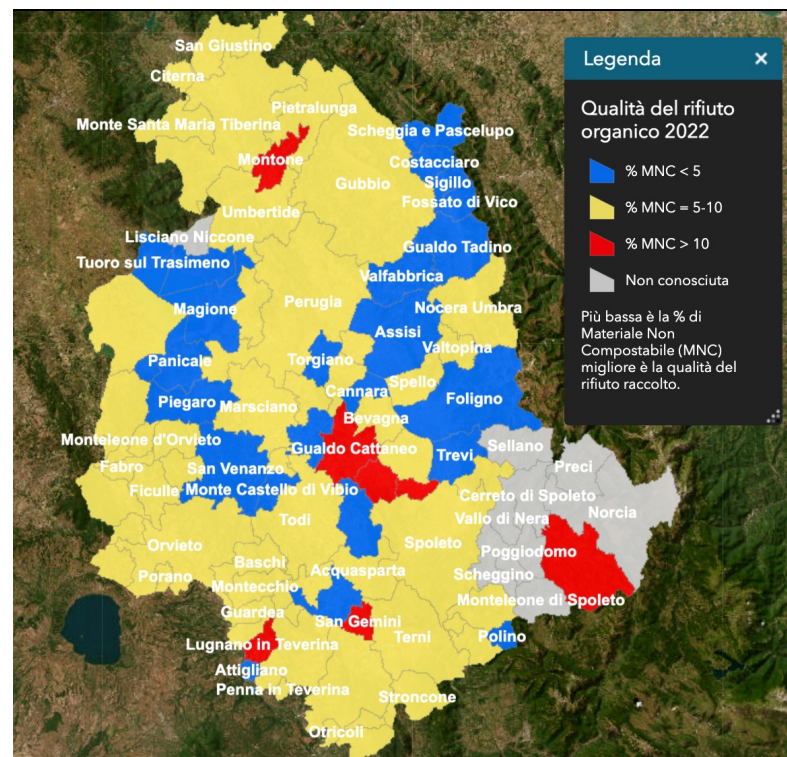 San Giustino
Citerna
Pietralunga
Monte Santa Maria Tiberina
Scheggia e Pascelupo
Montone
Costacciaro
Gubbio
Sigillo
Fossato di Vico
Umbertide
Lisciano Niccone
Gualdo Tadino
Tuoro sul Trasimeno
Valfabbrica
Magione
Perugia
Nocera Umbra
Assisi
Valtopina
Panicale
Torgiano
Spello
Cannara
Foligno
Piegaro
Marsciano
Bevagna
Monteleone d'Orvieto
Gualdo Cattaneo
Sellano
Trevi
Fabro
San Venanzo
Preci
Ficulle
Monte Castello di Vibio
Cerreto di Spoleto
Norcia
Todi
Vallo di Nera
Orvieto
Spoleto
Poggiodomo
Baschi
Porano
Acquasparta
Scheggino
Montecchio
Monteleone di Spoleto
Guardea
San Gemini
Terni
Polino
Lugnano in Teverina
Attigliano
Penna in Teverina
Stroncone
Otricoli
Legenda
Qualità del rifiuto
organico 2022
% MNC < 5
% MNC = 5-10
% MNC > 10
Non conosciuta
Più bassa è la % di
Materiale Non
Compostabile (MNC)
migliore è la qualità del
rifiuto raccolto.